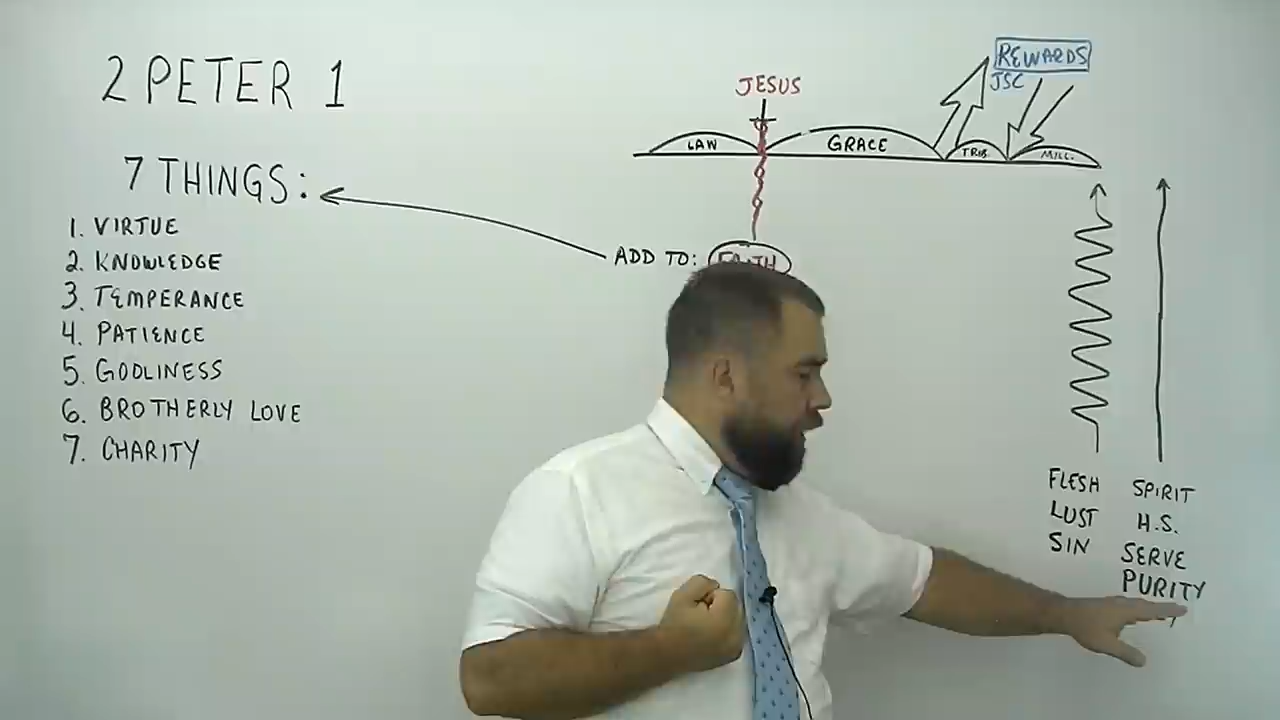 2 PETER 1
7 THINGS:
1. VIRTUE
2. KNOWLEDGE
3. TEMPERANCE
4. PATIENCE
5. GODLINESS
6. BROTHERLY LOVE
7. CHARITY
ADD TO: FAITH
JESUS
LAW
GRACE
TRIB.
MILL.
REWARDS
JSC
FLESH
LUST
SIN
SPIRIT
H.S.
SERVE
PURITY